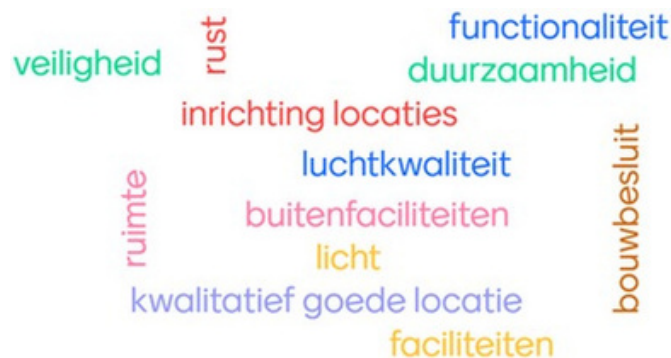 functionaliteit
rust
veiligheid
duurzaamheid
inrichting locaties
luchtkwaliteit
bouwbesluit
ruimte
buitenfaciliteiten
licht
kwalitatief goede locatie
faciliteiten